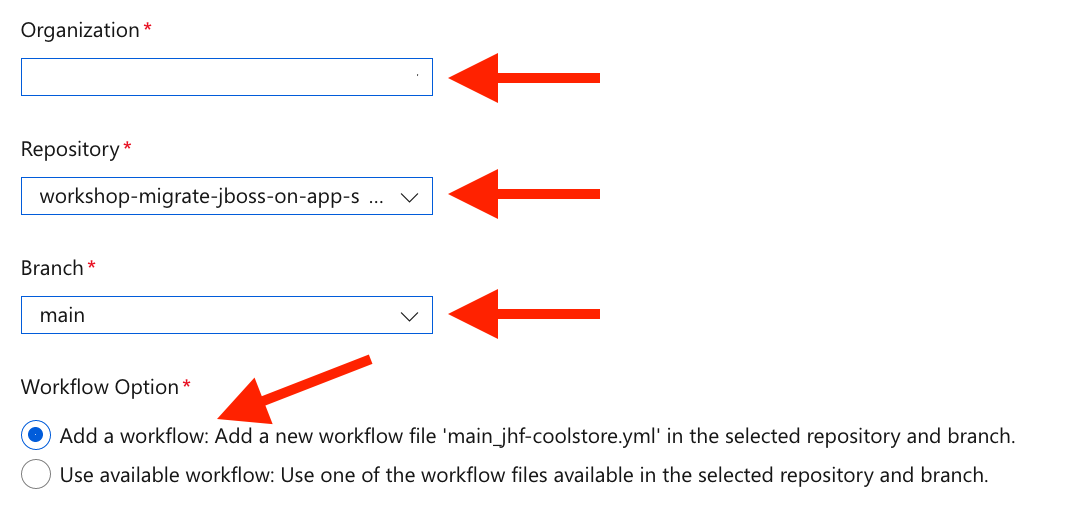 Organization*
Repository*
workshop-migrate-jboss-on-app-s ...
Branch*
main
Workflow Option*
Add a workflow: Add a new workflow file 'main_jhf-coolstore.yml' in the selected repository and branch.
Use available workflow: Use one of the workflow files available in the selected repository and branch.